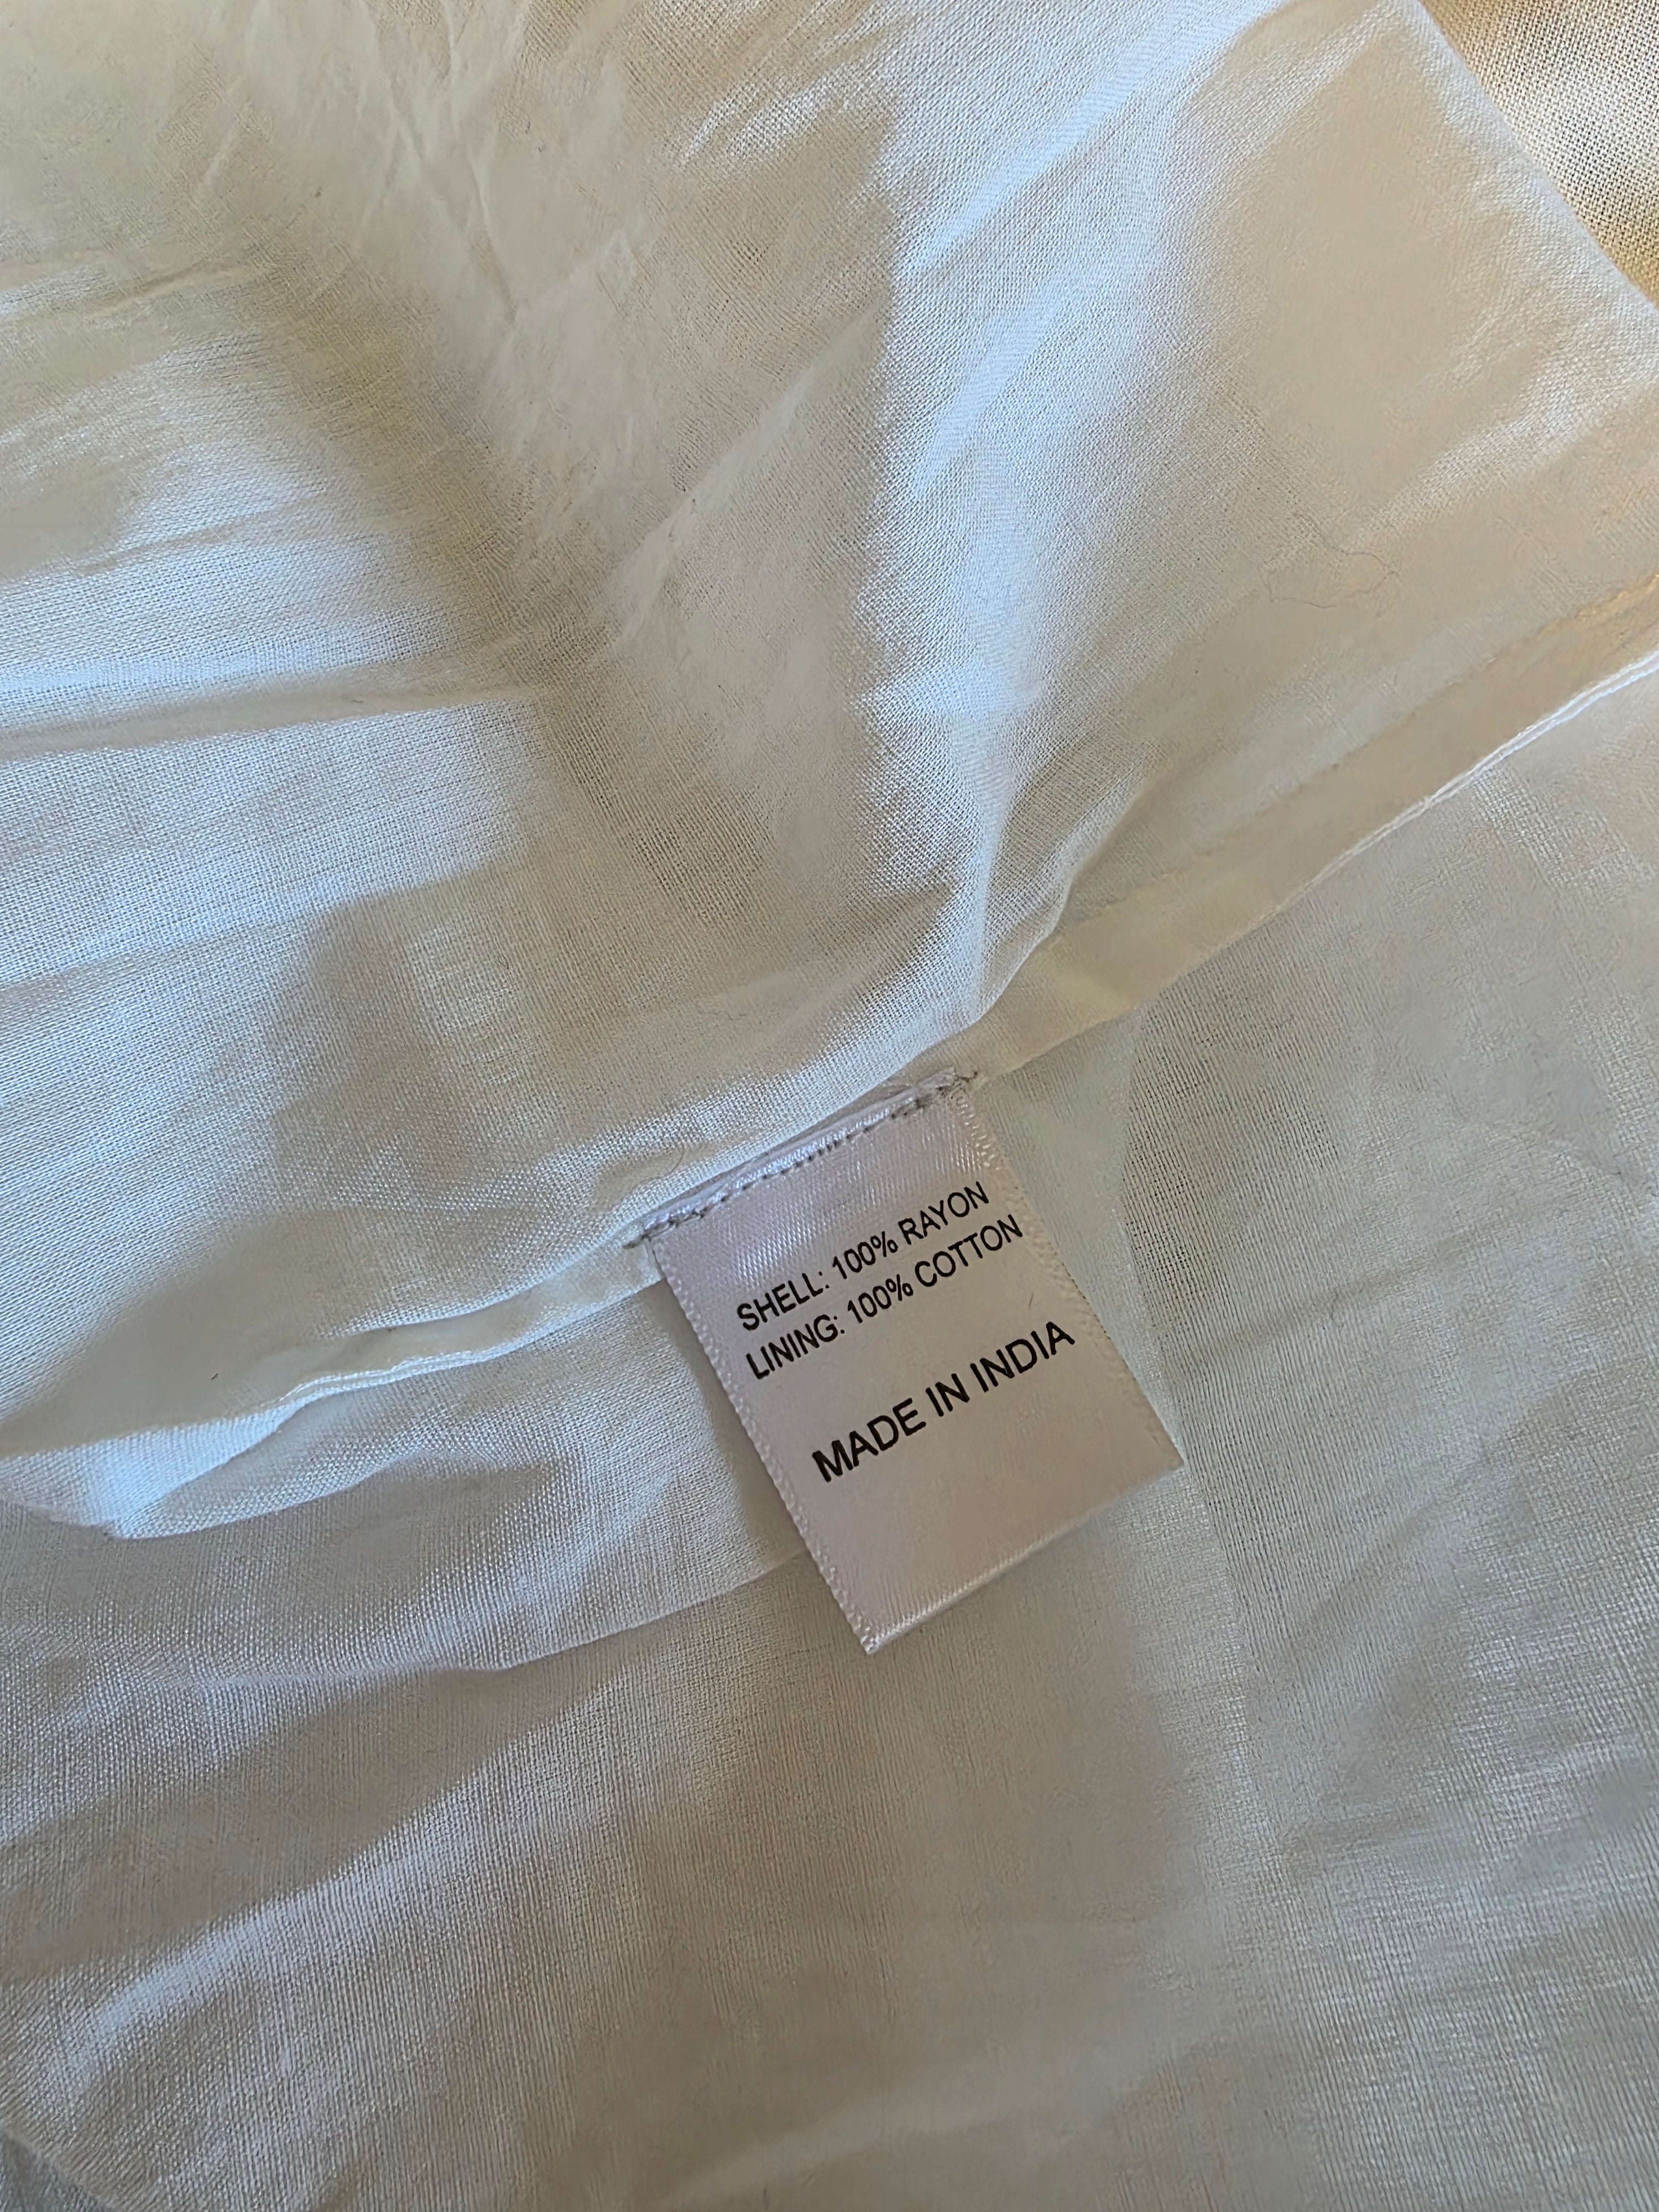 SHELL: 100% RAYON
LINING: 100% COTTON
MADE IN INDIA